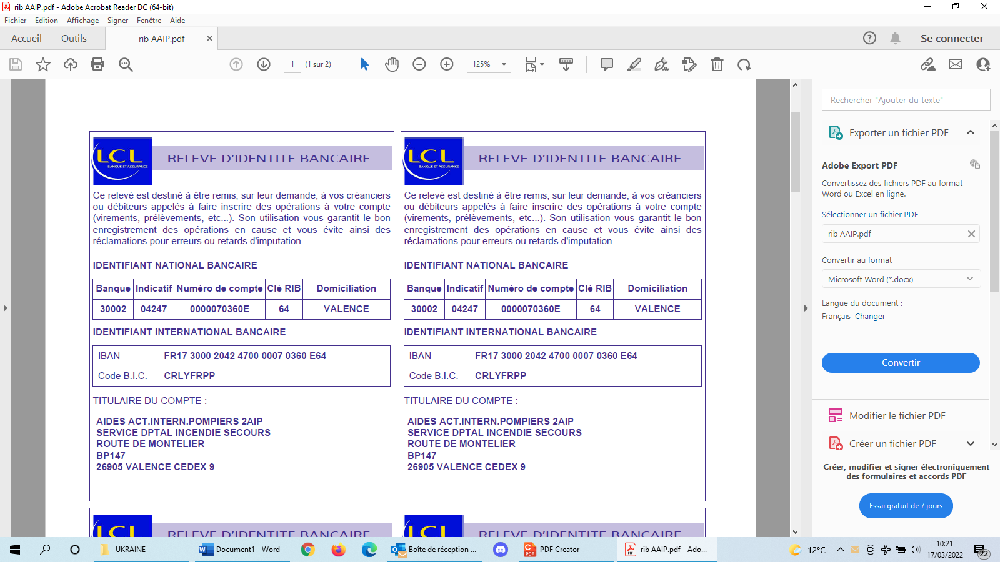 rib AAIP.pdf - Adobe Acrobat Reader DC (64-bit)
Fichier Edition Affichage Signer Fenêtre Aide
Accueil Outils rib AAIP.pdf × Se connecter
1 (1 sur 2) 125%
Rechercher "Ajouter du texte"
Exporter un fichier PDF
Adobe Export PDF
Convertissez des fichiers PDF au format
Word ou Excel en ligne.
Sélectionner un fichier PDF
rib AAIP.pdf
Convertir au format
Microsoft Word (*.docx)
Langue du document :
Français Changer
Convertir
Modifier le fichier PDF
Créer un fichier PDF
Créer, modifier et signer électroniquement
des formulaires et accords PDF
Essai gratuit de 7 jours
LCL
BANQUE ET ASSURANCE
RELEVE D'IDENTITE BANCAIRE
Ce relevé est destiné à être remis, sur leur demande, à vos créanciers
ou débiteurs appelés à faire inscrire des opérations à votre compte
(virements, prélèvements, etc...). Son utilisation vous garantit le bon
enregistrement des opérations en cause et vous évite ainsi des
réclamations pour erreurs ou retards d'imputation.
IDENTIFIANT NATIONAL BANCAIRE
Banque Indicatif Numéro de compte Clé RIB Domiciliation
30002 04247 0000070360E 64 VALENCE
IDENTIFIANT INTERNATIONAL BANCAIRE
IBAN FR17 3000 2042 4700 0007 0360 E64
Code B.I.C. CRLYFRPP
TITULAIRE DU COMPTE :
AIDES ACT.INTERN.POMPIERS 2AIP
SERVICE DPTAL INCENDIE SECOURS
ROUTE DE MONTELIER
BP147
26905 VALENCE CEDEX 9
LCL
BANQUE ET ASSURANCE
RELEVE D'IDENTITE BANCAIRE
Ce relevé est destiné à être remis, sur leur demande, à vos créanciers
ou débiteurs appelés à faire inscrire des opérations à votre compte
(virements, prélèvements, etc...). Son utilisation vous garantit le bon
enregistrement des opérations en cause et vous évite ainsi des
réclamations pour erreurs ou retards d'imputation.
IDENTIFIANT NATIONAL BANCAIRE
Banque Indicatif Numéro de compte Clé RIB Domiciliation
30002 04247 0000070360E 64 VALENCE
IDENTIFIANT INTERNATIONAL BANCAIRE
IBAN FR17 3000 2042 4700 0007 0360 E64
Code B.I.C. CRLYFRPP
TITULAIRE DU COMPTE :
AIDES ACT.INTERN.POMPIERS 2AIP
SERVICE DPTAL INCENDIE SECOURS
ROUTE DE MONTELIER
BP147
26905 VALENCE CEDEX 9
LCL RELEVE D'IDENTITE BANCAIRE
LCL RELEVE D'IDENTITE BANCAIRE
UKRAINE Document1 - Word Boîte de réception ... PDF Creator rib AAIP.pdf - Ado... 12°C
10:21
17/03/2022
22